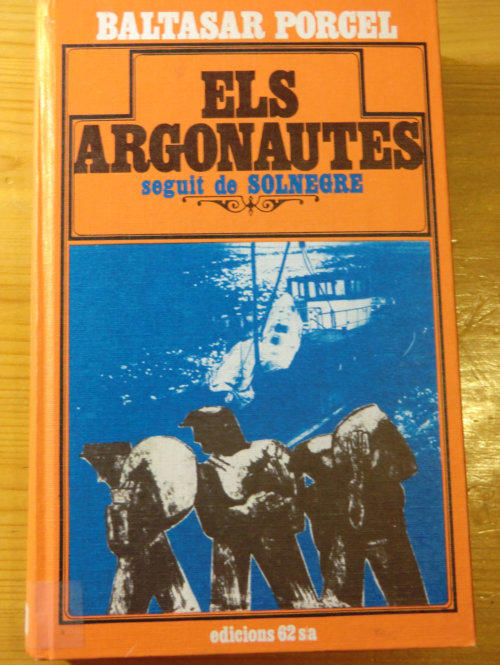 BALTASAR PORCEL
ELS
ARGONAUTES
seguit de SOLNEGRE
edicions 62 s/a